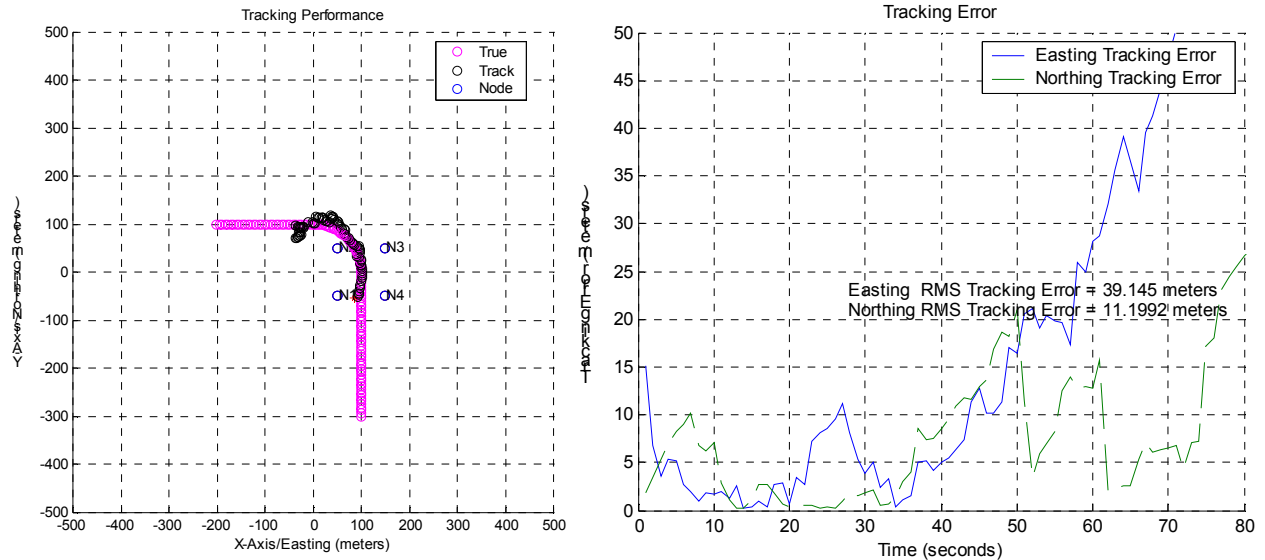 Tracking Performance
500
400
300
200
100
0
-100
-200
-300
-400
-500
-500 -400 -300 -200 -100 0 100 200 300 400 500
X-Axis/Easting (meters)
True
Track
Node
N3
N1
N4
Tracking Error
50
45
40
35
30
25
20
15
10
5
0
0 10 20 30 40 50 60 70 80
Time (seconds)
Easting Tracking Error
Northing Tracking Error
Easting RMS Tracking Error = 39.145 meters
Northing RMS Tracking Error = 11.1992 meters